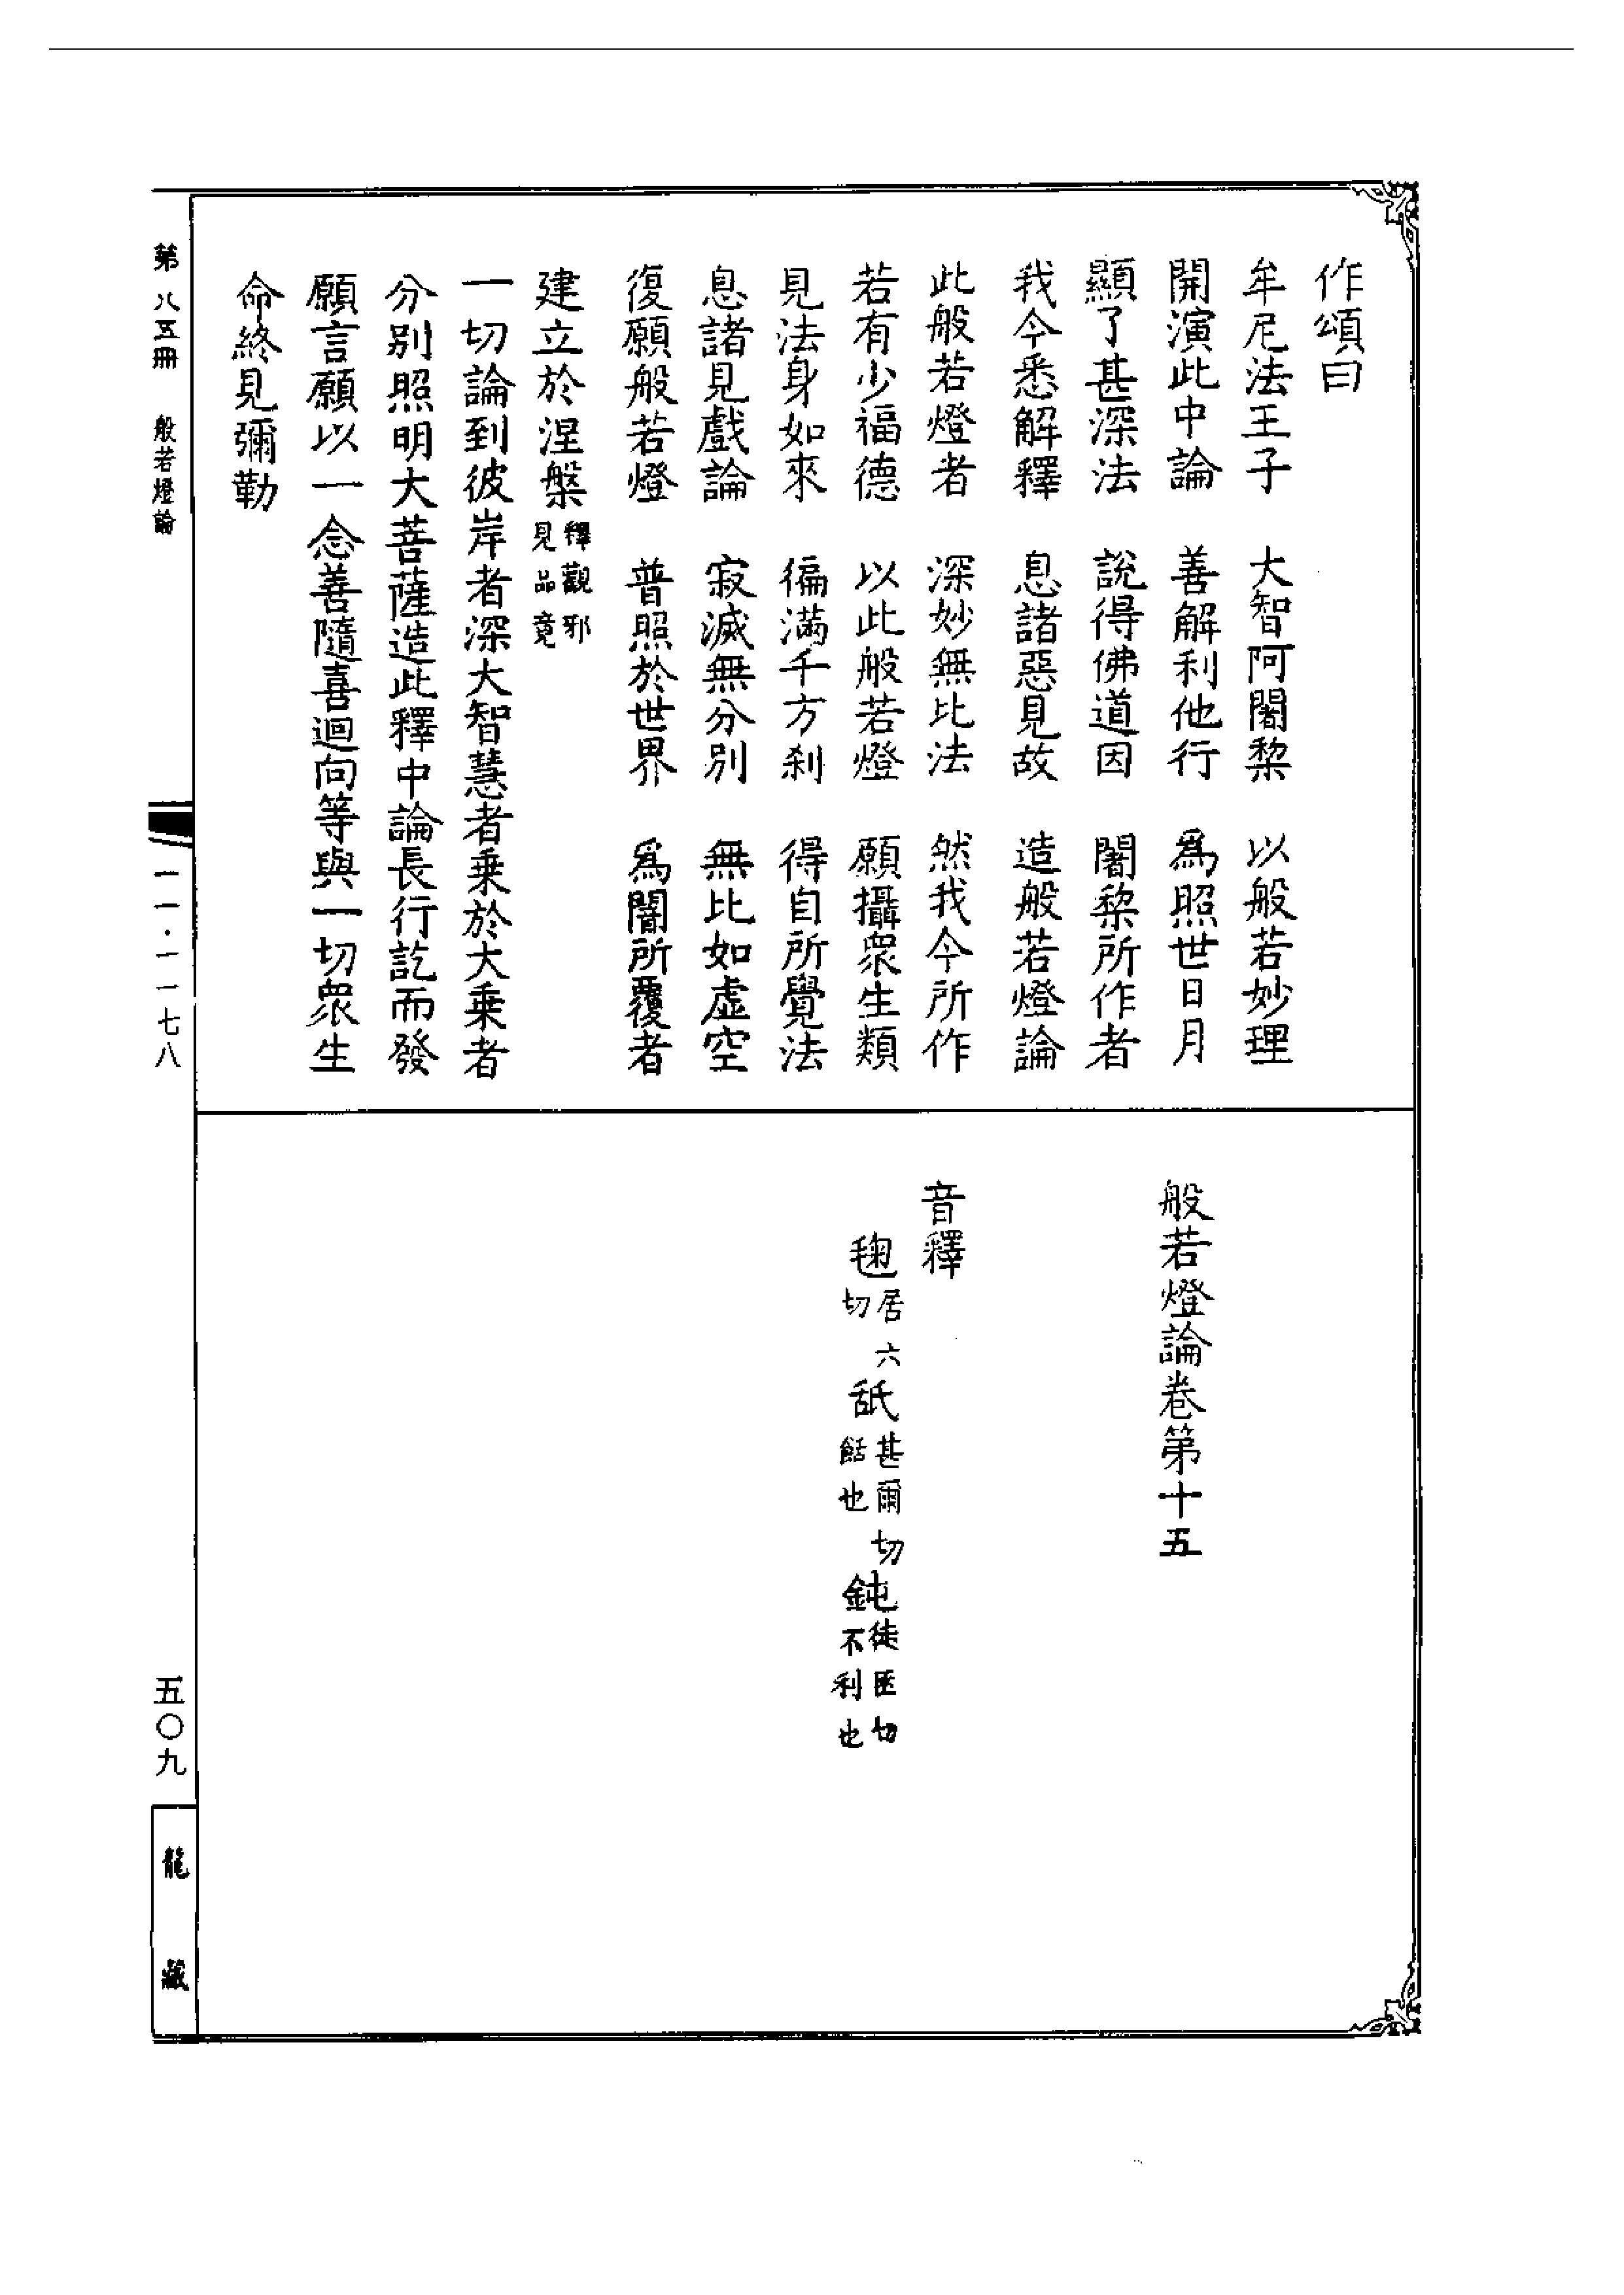 作頌曰
牟尼法王子　大智阿闍黎　以般若妙理
開演此中論　善解利他行　爲照世日月
顯了甚深法　說得佛道因　闍黎所作者
我今悉解釋　息諸惡見故　造般若燈論
此般若燈者　深妙無比法　然我今所作
若有少福德　以此般若燈　願攝衆生類
見法身如來　徧滿千方刹　得自所覺法
息諸見戲論　寂滅無分別　無比如虛空
復願般若燈　普照於世界　爲闇所覆者
建立於涅槃釋觀邪見品竟
一切論到彼岸者深大智慧者乗於大乗者
分別照明大菩薩造此釋中論長行訖而發
願言願以一念善隨喜迴向等與一切衆生
命終見彌勒
般若燈論卷第十五
音釋
毱居六切舐甚爾切餂也鈍徒困切不利也
第八五冊　般若燈論
一一·一一七八
五〇九
龍藏